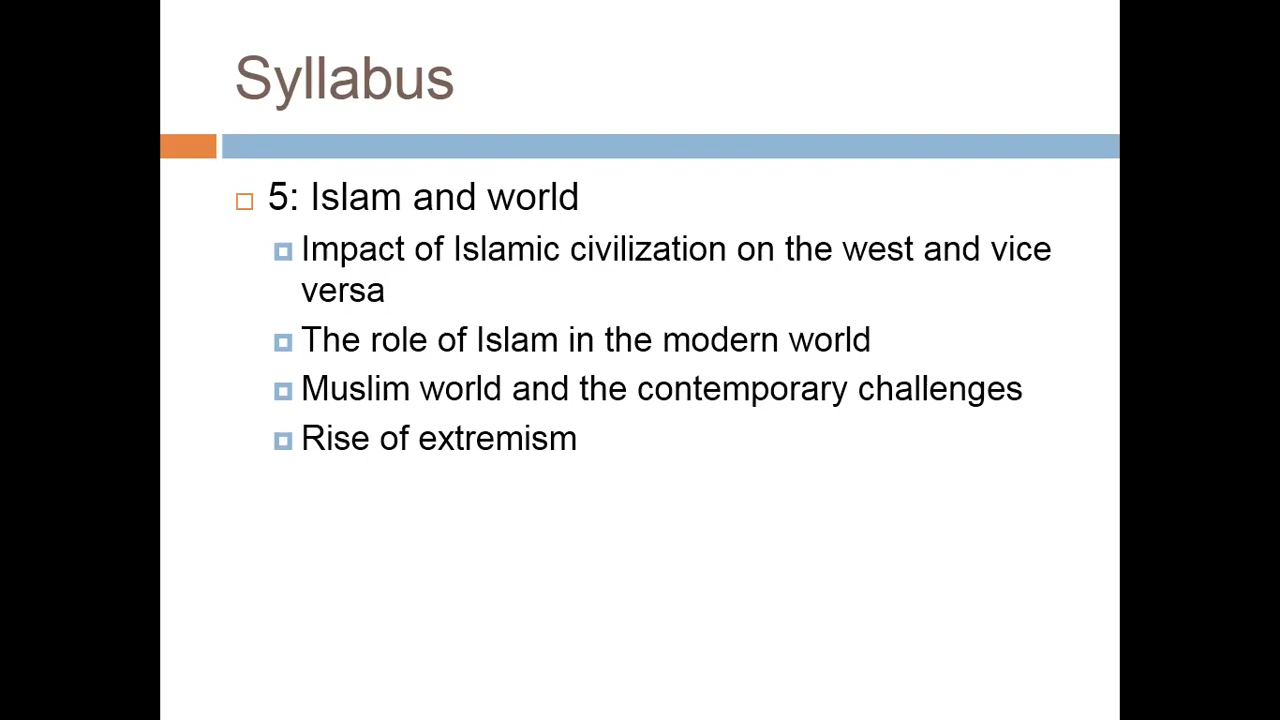 Syllabus
5: Islam and world
Impact of Islamic civilization on the west and vice
versa
The role of Islam in the modern world
Muslim world and the contemporary challenges
Rise of extremism